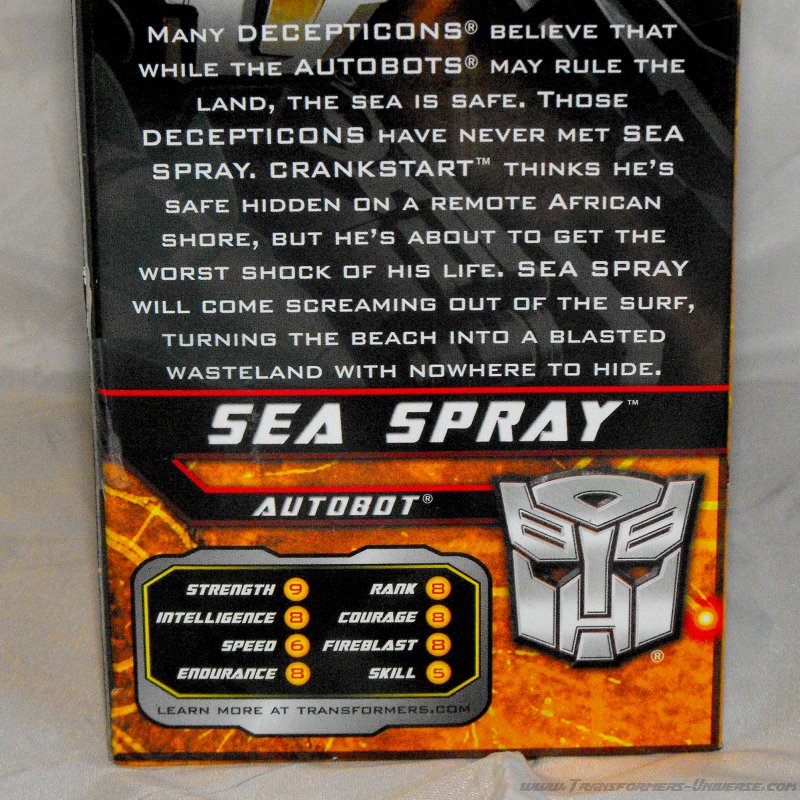 Many DECEPTICONS® believe that
while the AUTOBOTS® may rule the
land, the sea is safe. Those
DECEPTICONS have never met SEA
SPRAY. CRANKSTART™ thinks he's
safe hidden on a remote African
shore, but he's about to get the
worst shock of his life. SEA SPRAY
will come screaming out of the surf,
turning the beach into a blasted
wasteland with nowhere to hide.
SEA SPRAY™
AUTOBOT®
STRENGTH 9 RANK 8
INTELLIGENCE 8 COURAGE 8
SPEED 6 FIREBLAST 8
ENDURANCE 8 SKILL 5
LEARN MORE AT TRANSFORMERS.COM
®
www.Transformers-Universe.com